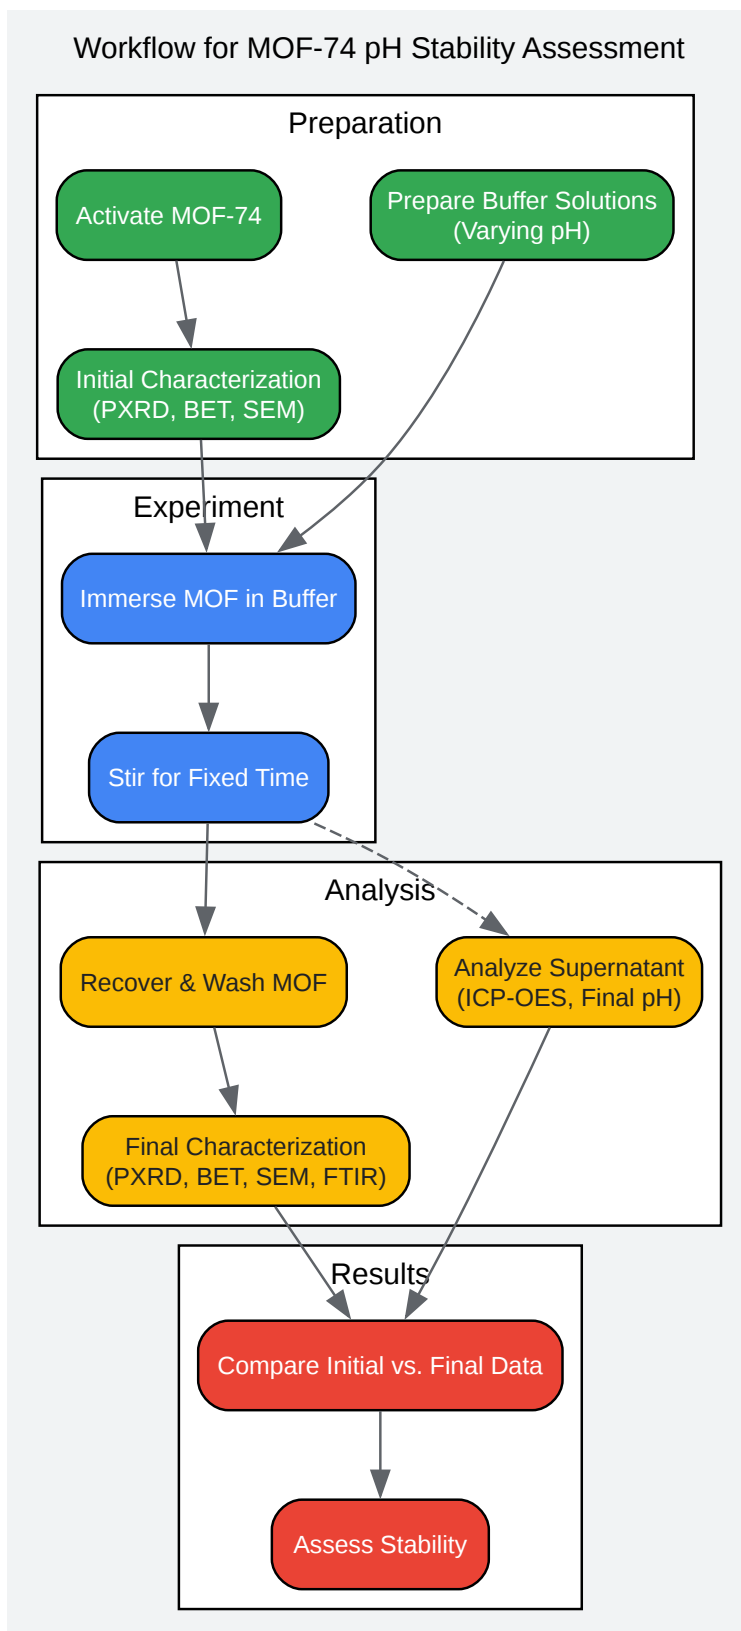 Workflow for MOF-74 pH Stability Assessment
Preparation
Activate MOF-74
Prepare Buffer Solutions
(Varying pH)
Initial Characterization
(PXRD, BET, SEM)
Experiment
Immerse MOF in Buffer
Stir for Fixed Time
Analysis
Recover & Wash MOF
Analyze Supernatant
(ICP-OES, Final pH)
Final Characterization
(PXRD, BET, SEM, FTIR)
Results
Compare Initial vs. Final Data
Assess Stability